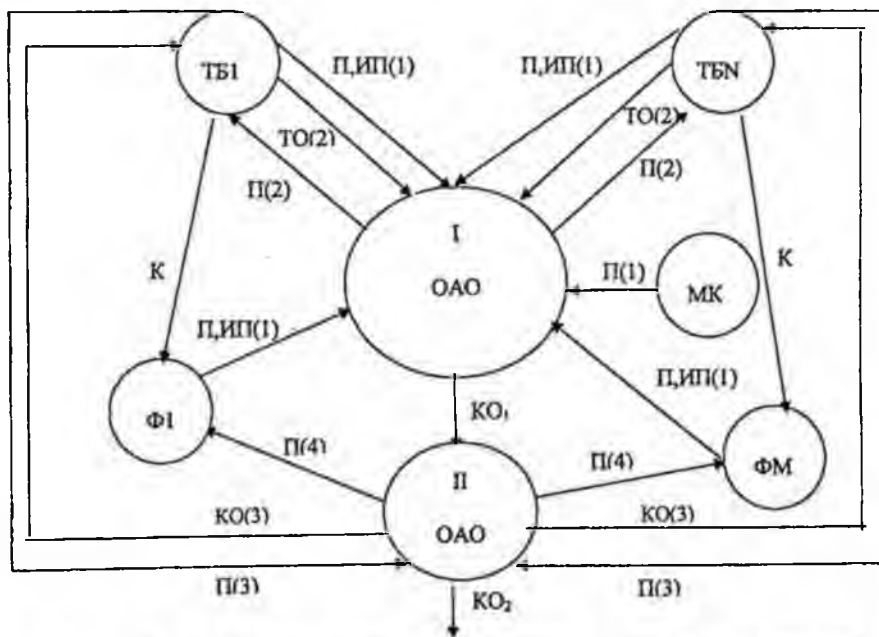 ТБ1
ТБN
П,ИП(1)
П,ИП(1)
ТО(2)
ТО(2)
П(2)
П(2)
I
ОАО
К
К
П(1)
МК
П,ИП(1)
П,ИП(1)
Ф1
КО₁
ФМ
П(4)
П(4)
II
ОАО
КО(3)
КО(3)
П(3)
П(3)
КО₂